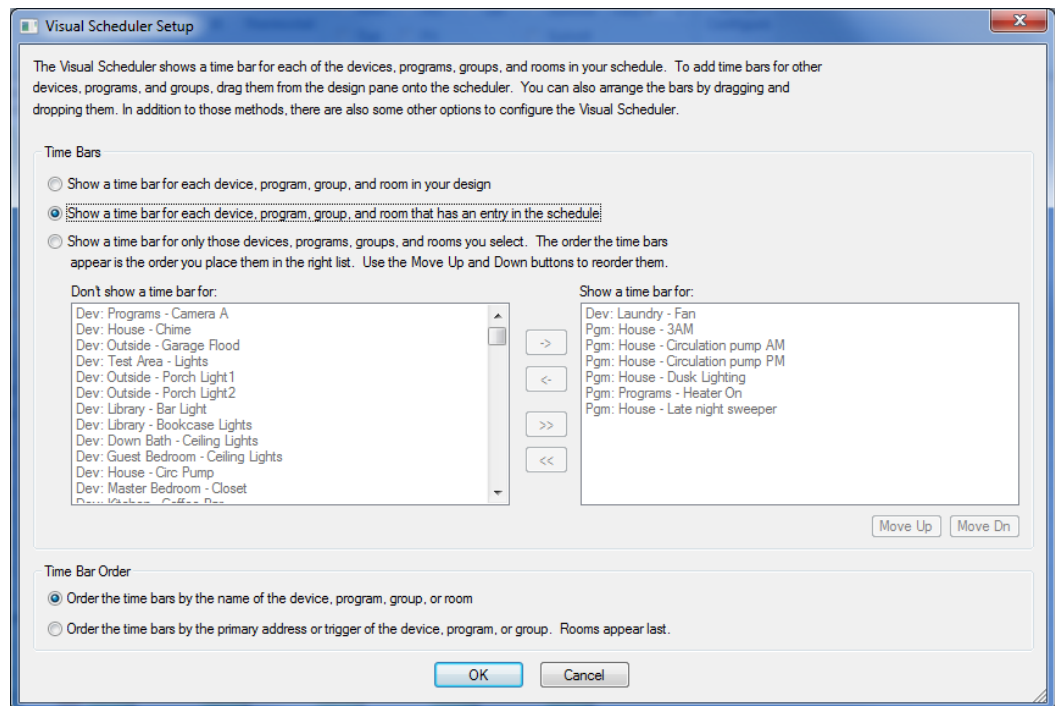 Visual Scheduler Setup
The Visual Scheduler shows a time bar for each of the devices, programs, groups, and rooms in your schedule. To add time bars for other
devices, programs, and groups, drag them from the design pane onto the scheduler. You can also arrange the bars by dragging and
dropping them. In addition to those methods, there are also some other options to configure the Visual Scheduler.
Time Bars
Show a time bar for each device, program, group, and room in your design
Show a time bar for each device, program, group, and room that has an entry in the schedule
Show a time bar for only those devices, programs, groups, and rooms you select. The order the time bars
appear is the order you place them in the right list. Use the Move Up and Down buttons to reorder them.
Don't show a time bar for:
Dev: Programs - Camera A
Dev: House - Chime
Dev: Outside - Garage Flood
Dev: Test Area - Lights
Dev: Outside - Porch Light1
Dev: Outside - Porch Light2
Dev: Library - Bar Light
Dev: Library - Bookcase Lights
Dev: Down Bath - Ceiling Lights
Dev: Guest Bedroom - Ceiling Lights
Dev: House - Circ Pump
Dev: Master Bedroom - Closet
->
<-
>>
<<
Show a time bar for:
Dev: Laundry - Fan
Pgm: House - 3AM
Pgm: House - Circulation pump AM
Pgm: House - Circulation pump PM
Pgm: House - Dusk Lighting
Pgm: Programs - Heater On
Pgm: House - Late night sweeper
Move Up Move Dn
Time Bar Order
Order the time bars by the name of the device, program, group, or room
Order the time bars by the primary address or trigger of the device, program, or group. Rooms appear last.
OK Cancel